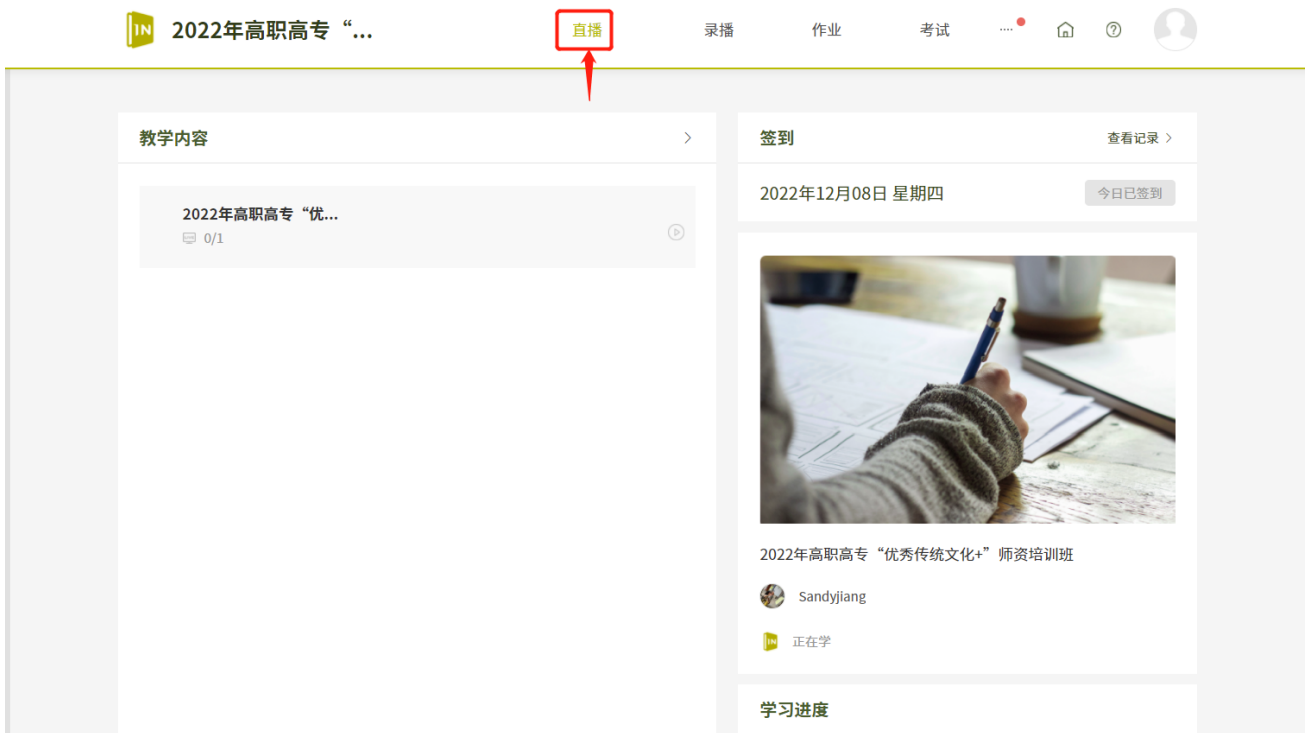 IN 2022年高职高专“... 直播 录播 作业 考试 ....
教学内容
2022年高职高专“优...
0/1
签到 查看记录
2022年12月08日 星期四 今日已签到
2022年高职高专“优秀传统文化+”师资培训班
Sandyjiang
IN 正在学
学习进度